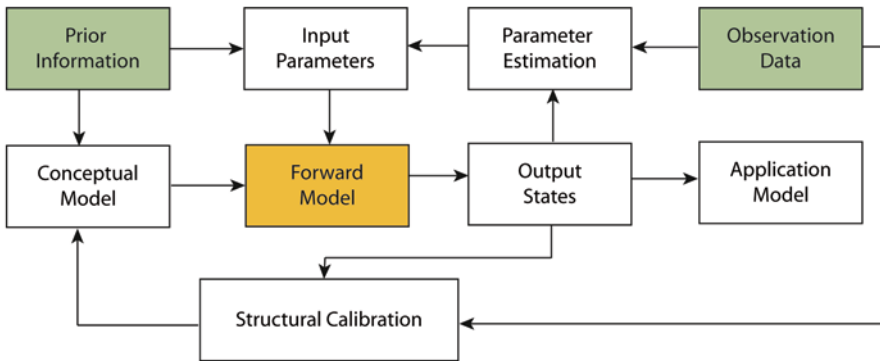 Prior
Information
Input
Parameters
Parameter
Estimation
Observation
Data
Conceptual
Model
Forward
Model
Output
States
Application
Model
Structural Calibration